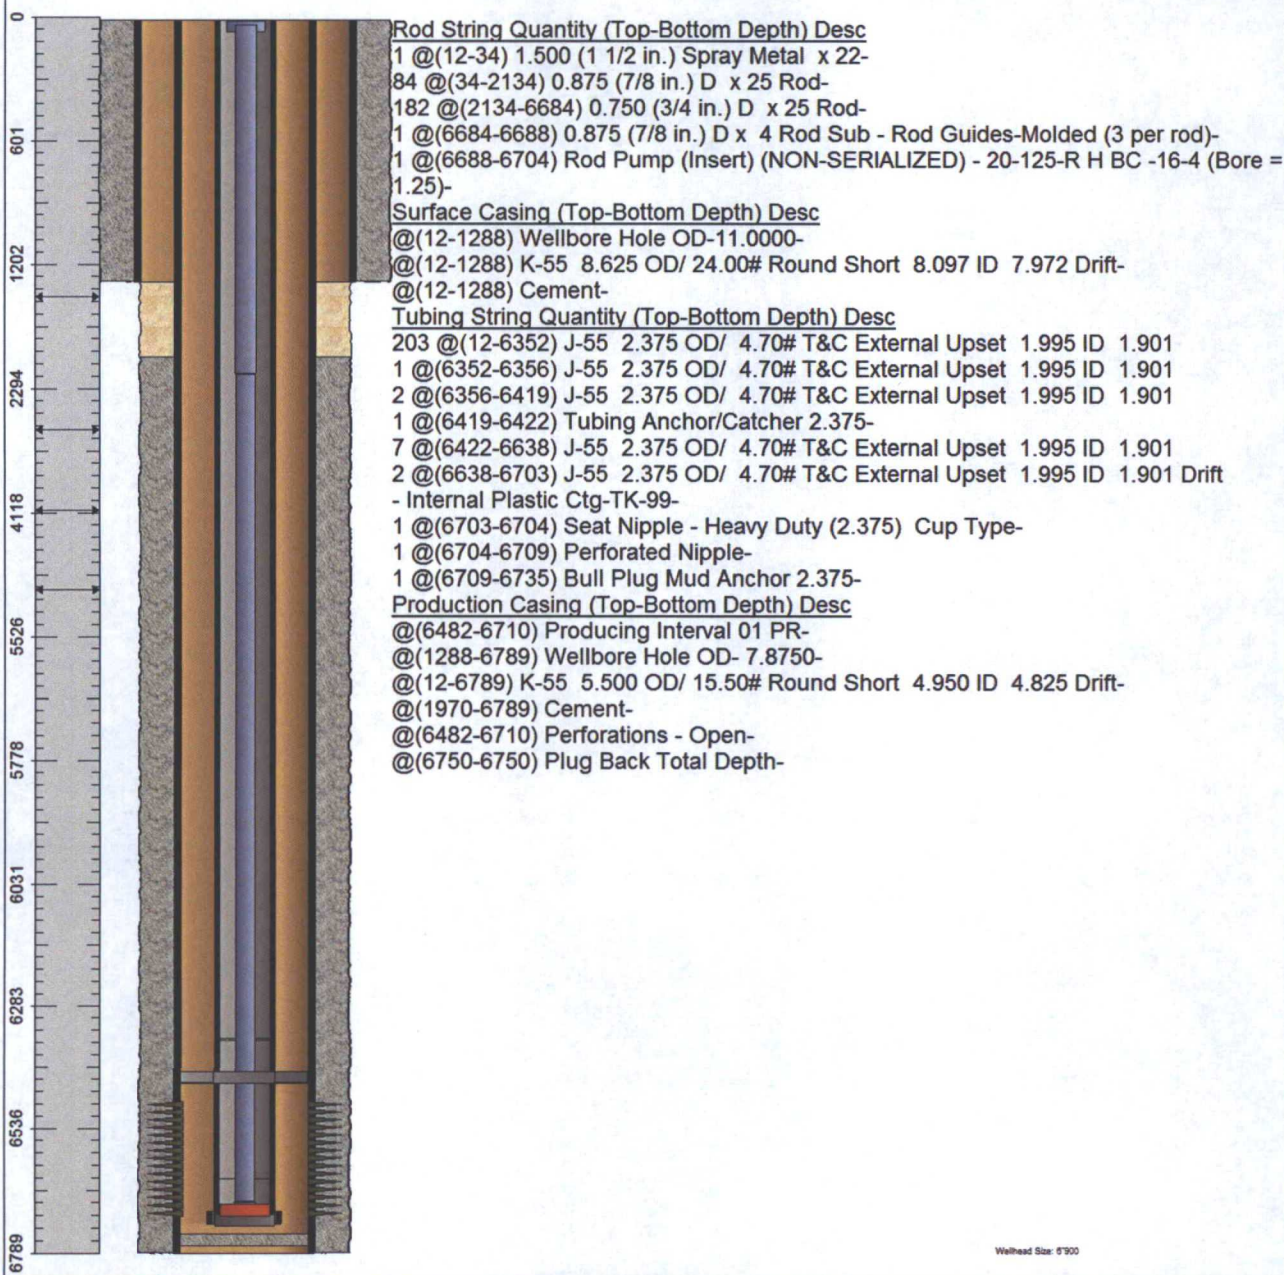 0
601
1202
2294
4118
5526
5778
6031
6283
6536
6789
Rod String Quantity (Top-Bottom Depth) Desc
1 @(12-34) 1.500 (1 1/2 in.) Spray Metal x 22-
84 @(34-2134) 0.875 (7/8 in.) D x 25 Rod-
182 @(2134-6684) 0.750 (3/4 in.) D x 25 Rod-
1 @(6684-6688) 0.875 (7/8 in.) D x 4 Rod Sub - Rod Guides-Molded (3 per rod)-
1 @(6688-6704) Rod Pump (Insert) (NON-SERIALIZED) - 20-125-R H BC -16-4 (Bore =
1.25)-
Surface Casing (Top-Bottom Depth) Desc
@(12-1288) Wellbore Hole OD-11.0000-
@(12-1288) K-55 8.625 OD/ 24.00# Round Short 8.097 ID 7.972 Drift-
@(12-1288) Cement-
Tubing String Quantity (Top-Bottom Depth) Desc
203 @(12-6352) J-55 2.375 OD/ 4.70# T&C External Upset 1.995 ID 1.901
1 @(6352-6356) J-55 2.375 OD/ 4.70# T&C External Upset 1.995 ID 1.901
2 @(6356-6419) J-55 2.375 OD/ 4.70# T&C External Upset 1.995 ID 1.901
1 @(6419-6422) Tubing Anchor/Catcher 2.375-
7 @(6422-6638) J-55 2.375 OD/ 4.70# T&C External Upset 1.995 ID 1.901
2 @(6638-6703) J-55 2.375 OD/ 4.70# T&C External Upset 1.995 ID 1.901 Drift
- Internal Plastic Ctg-TK-99-
1 @(6703-6704) Seat Nipple - Heavy Duty (2.375) Cup Type-
1 @(6704-6709) Perforated Nipple-
1 @(6709-6735) Bull Plug Mud Anchor 2.375-
Production Casing (Top-Bottom Depth) Desc
@(6482-6710) Producing Interval 01 PR-
@(1288-6789) Wellbore Hole OD- 7.8750-
@(12-6789) K-55 5.500 OD/ 15.50# Round Short 4.950 ID 4.825 Drift-
@(1970-6789) Cement-
@(6482-6710) Perforations - Open-
@(6750-6750) Plug Back Total Depth-
Wellhead Size: